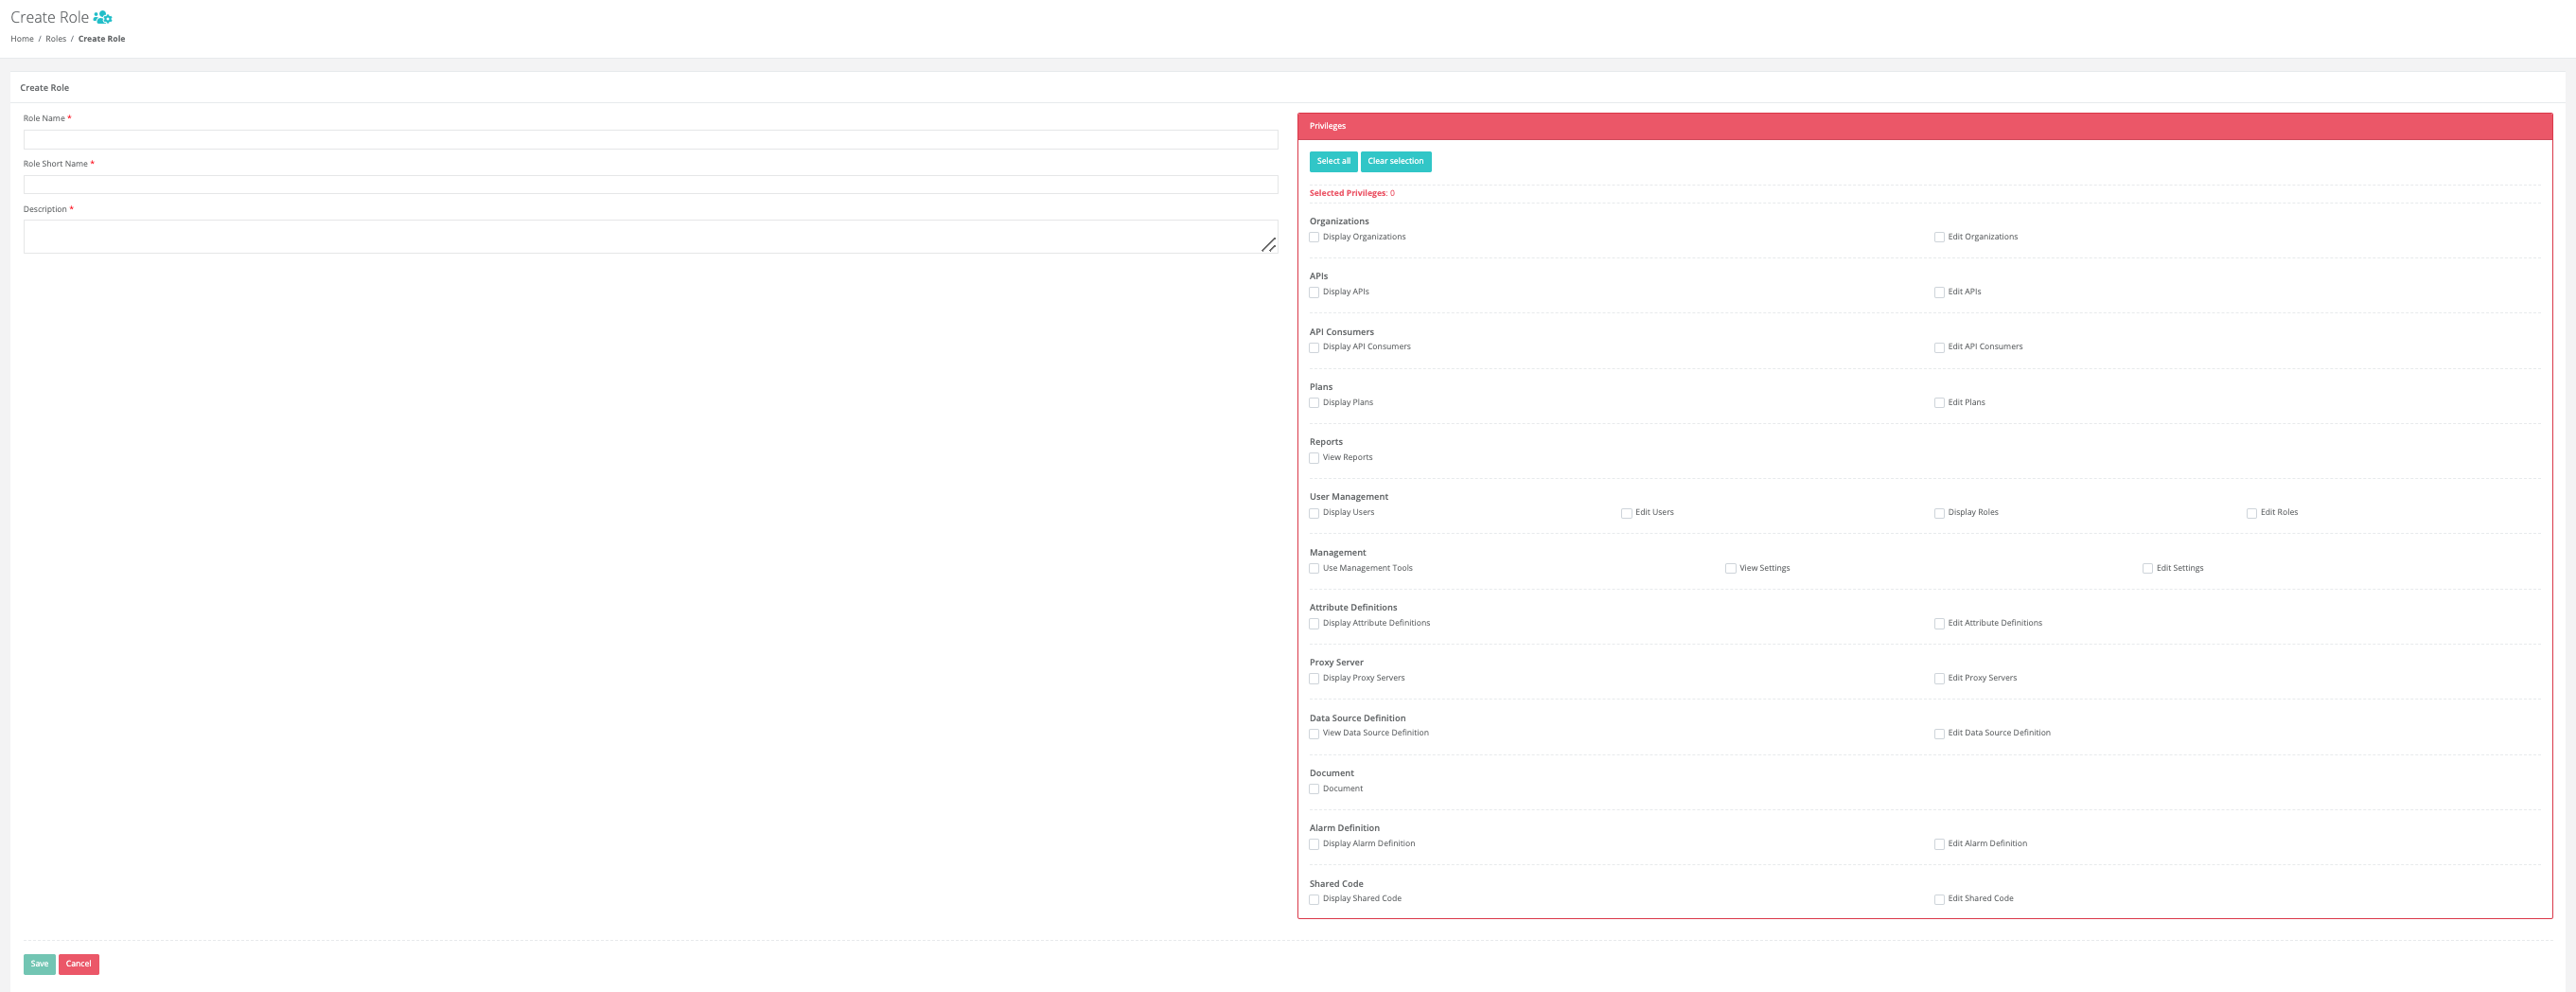 Create Role
Home / Roles / Create Role
Create Role
Role Name *
Role Short Name *
Description *
Privileges
Select all Clear selection
Selected Privileges: 0
Organizations
Display Organizations Edit Organizations
APIs
Display APIs Edit APIs
API Consumers
Display API Consumers Edit API Consumers
Plans
Display Plans Edit Plans
Reports
View Reports
User Management
Display Users Edit Users Display Roles Edit Roles
Management
Use Management Tools View Settings Edit Settings
Attribute Definitions
Display Attribute Definitions Edit Attribute Definitions
Proxy Server
Display Proxy Servers Edit Proxy Servers
Data Source Definition
View Data Source Definition Edit Data Source Definition
Document
Document
Alarm Definition
Display Alarm Definition Edit Alarm Definition
Shared Code
Display Shared Code Edit Shared Code
Save Cancel